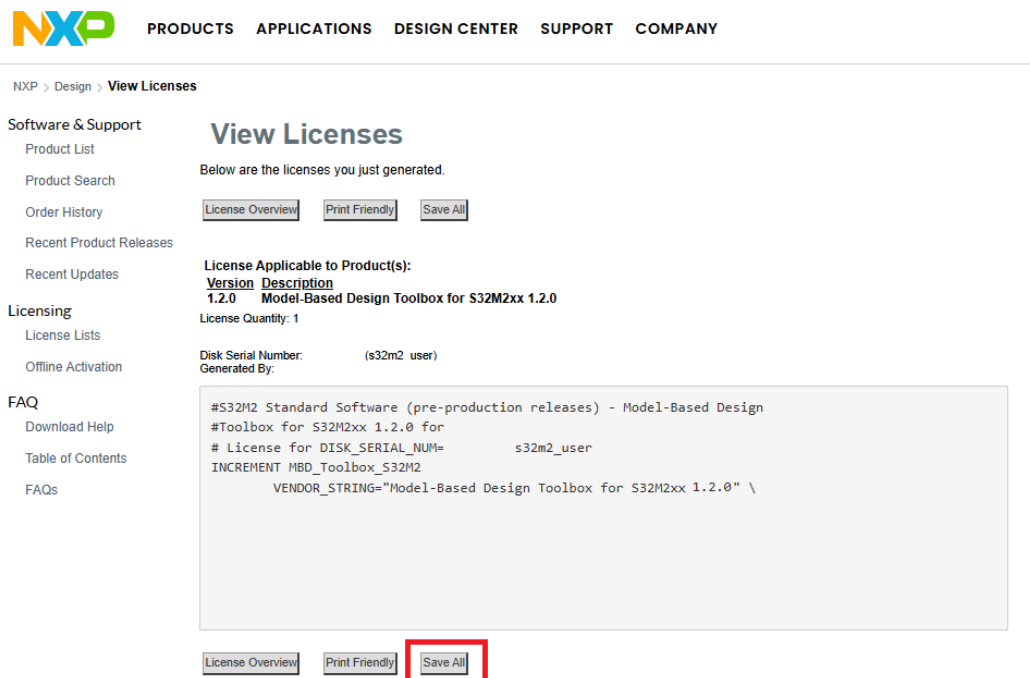 NXP PRODUCTS APPLICATIONS DESIGN CENTER SUPPORT COMPANY
NXP > Design > View Licenses
Software & Support
Product List
Product Search
Order History
Recent Product Releases
Recent Updates
Licensing
License Lists
Offline Activation
FAQ
Download Help
Table of Contents
FAQs
View Licenses
Below are the licenses you just generated.
License Overview Print Friendly Save All
License Applicable to Product(s):
Version Description
1.2.0 Model-Based Design Toolbox for S32M2xx 1.2.0
License Quantity: 1
Disk Serial Number: (s32m2 user)
Generated By:
#S32M2 Standard Software (pre-production releases) - Model-Based Design
#Toolbox for S32M2xx 1.2.0 for
# License for DISK_SERIAL_NUM= s32m2_user
INCREMENT MBD_Toolbox_S32M2
VENDOR_STRING="Model-Based Design Toolbox for S32M2xx 1.2.0" \
License Overview Print Friendly Save All